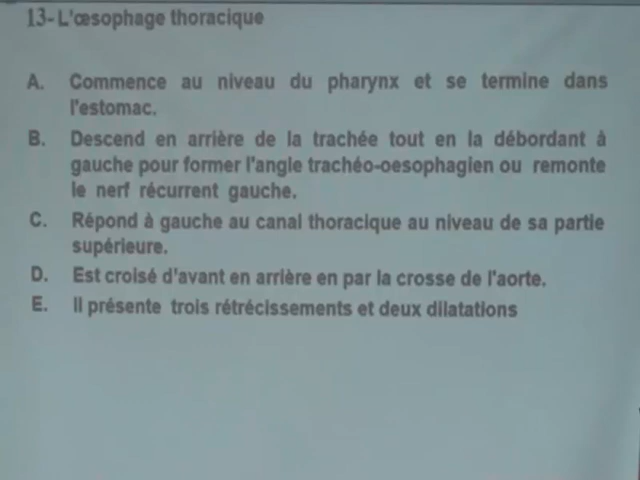 13- L'œsophage thoracique
A. Commence au niveau du pharynx et se termine dans
l'estomac.
B. Descend en arrière de la trachée tout en la débordant à
gauche pour former l'angle trachéo-oesophagien ou remonte
le nerf récurrent gauche.
C. Répond à gauche au canal thoracique au niveau de sa partie
supérieure.
D. Est croisé d'avant en arrière en par la crosse de l'aorte.
E. Il présente trois rétrécissements et deux dilatations